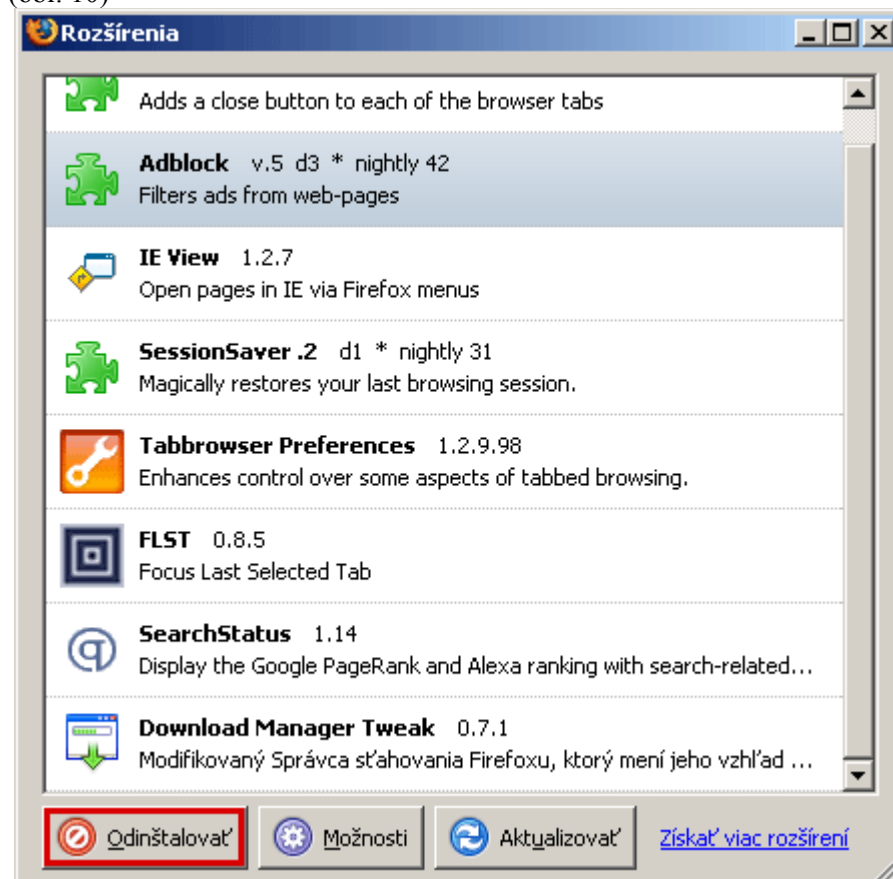 (obr. 10)
Rozšírenia
Adds a close button to each of the browser tabs
Adblock v.5 d3 * nightly 42
Filters ads from web-pages
IE View 1.2.7
Open pages in IE via Firefox menus
SessionSaver .2 d1 * nightly 31
Magically restores your last browsing session.
Tabbrowser Preferences 1.2.9.98
Enhances control over some aspects of tabbed browsing.
FLST 0.8.5
Focus Last Selected Tab
SearchStatus 1.14
Display the Google PageRank and Alexa ranking with search-related...
Download Manager Tweak 0.7.1
Modifikovaný Správca sťahovania Firefoxu, ktorý mení jeho vzhľad ...
Odinštalovať Možnosti Aktualizovať Získať viac rozšírení